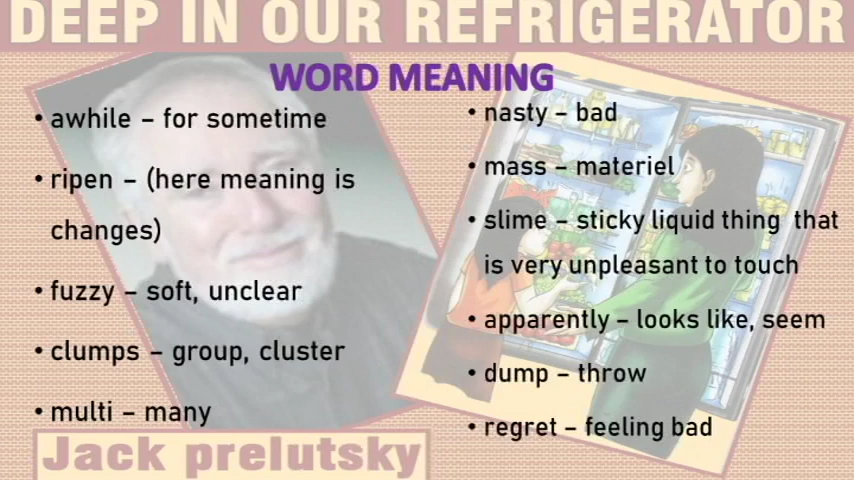 DEEP IN OUR REFRIGERATOR
WORD MEANING
• awhile – for sometime
• ripen – (here meaning is
changes)
• fuzzy – soft, unclear
• clumps – group, cluster
• multi – many
• nasty – bad
• mass – materiel
• slime – sticky liquid thing that
is very unpleasant to touch
• apparently – looks like, seem
• dump – throw
• regret – feeling bad
Jack prelutsky